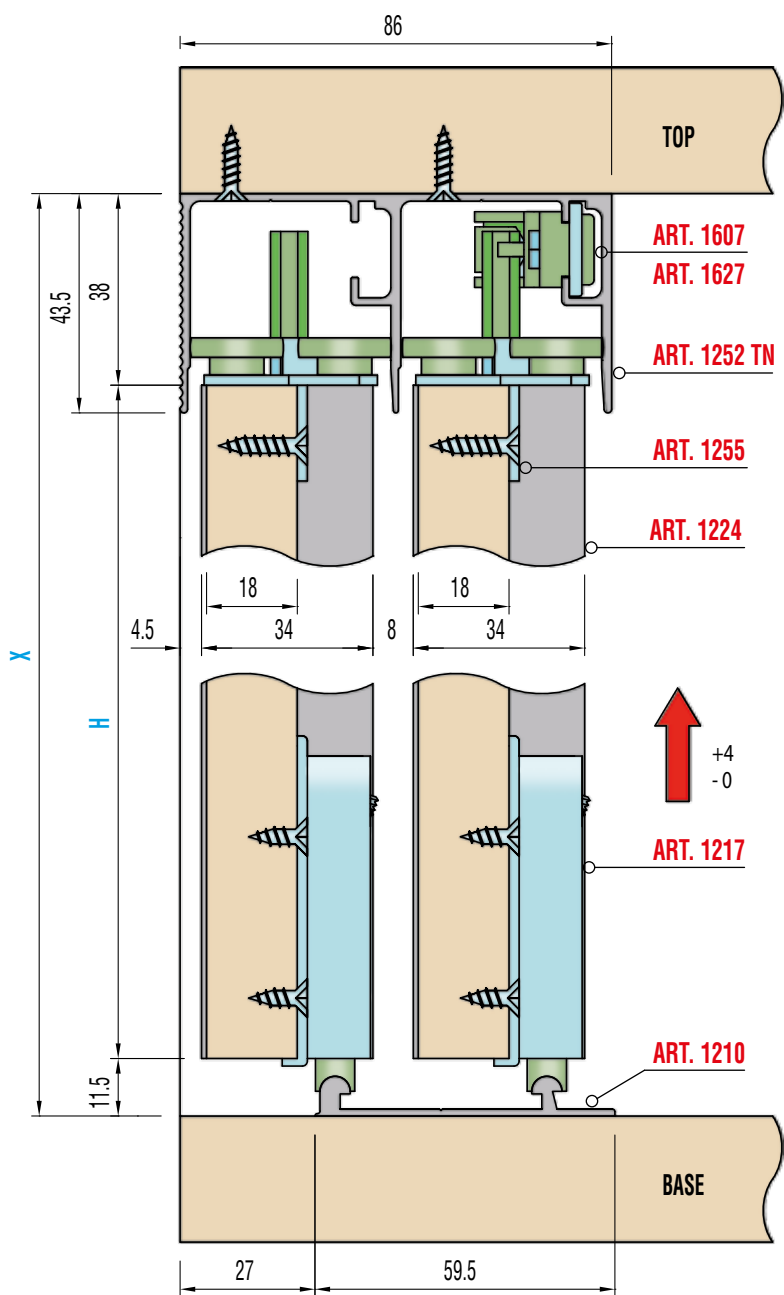 86
TOP
ART. 1607
ART. 1627
38
43.5
ART. 1252 TN
ART. 1255
ART. 1224
18
18
4.5
34
8
34
X
H
+4
- 0
ART. 1217
ART. 1210
11.5
BASE
27
59.5